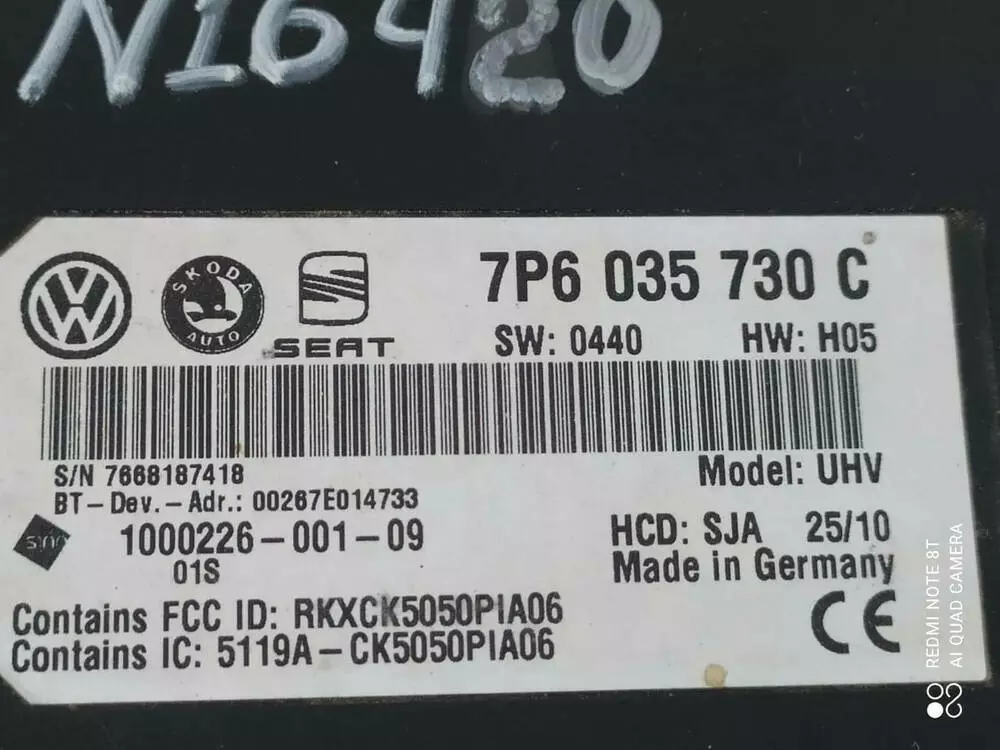 N16420
ŠKODA
AUTO
SEAT
7P6 035 730 C
SW: 0440 HW: H05
S/N 7668187418
Model: UHV
BT-Dev.-Adr.: 00267E014733
1000226-001-09
01S
HCD: SJA 25/10
Made in Germany
Contains FCC ID: RKXCK5050PIA06
Contains IC: 5119A-CK5050PIA06
CE
REDMI NOTE 8T
AI QUAD CAMERA